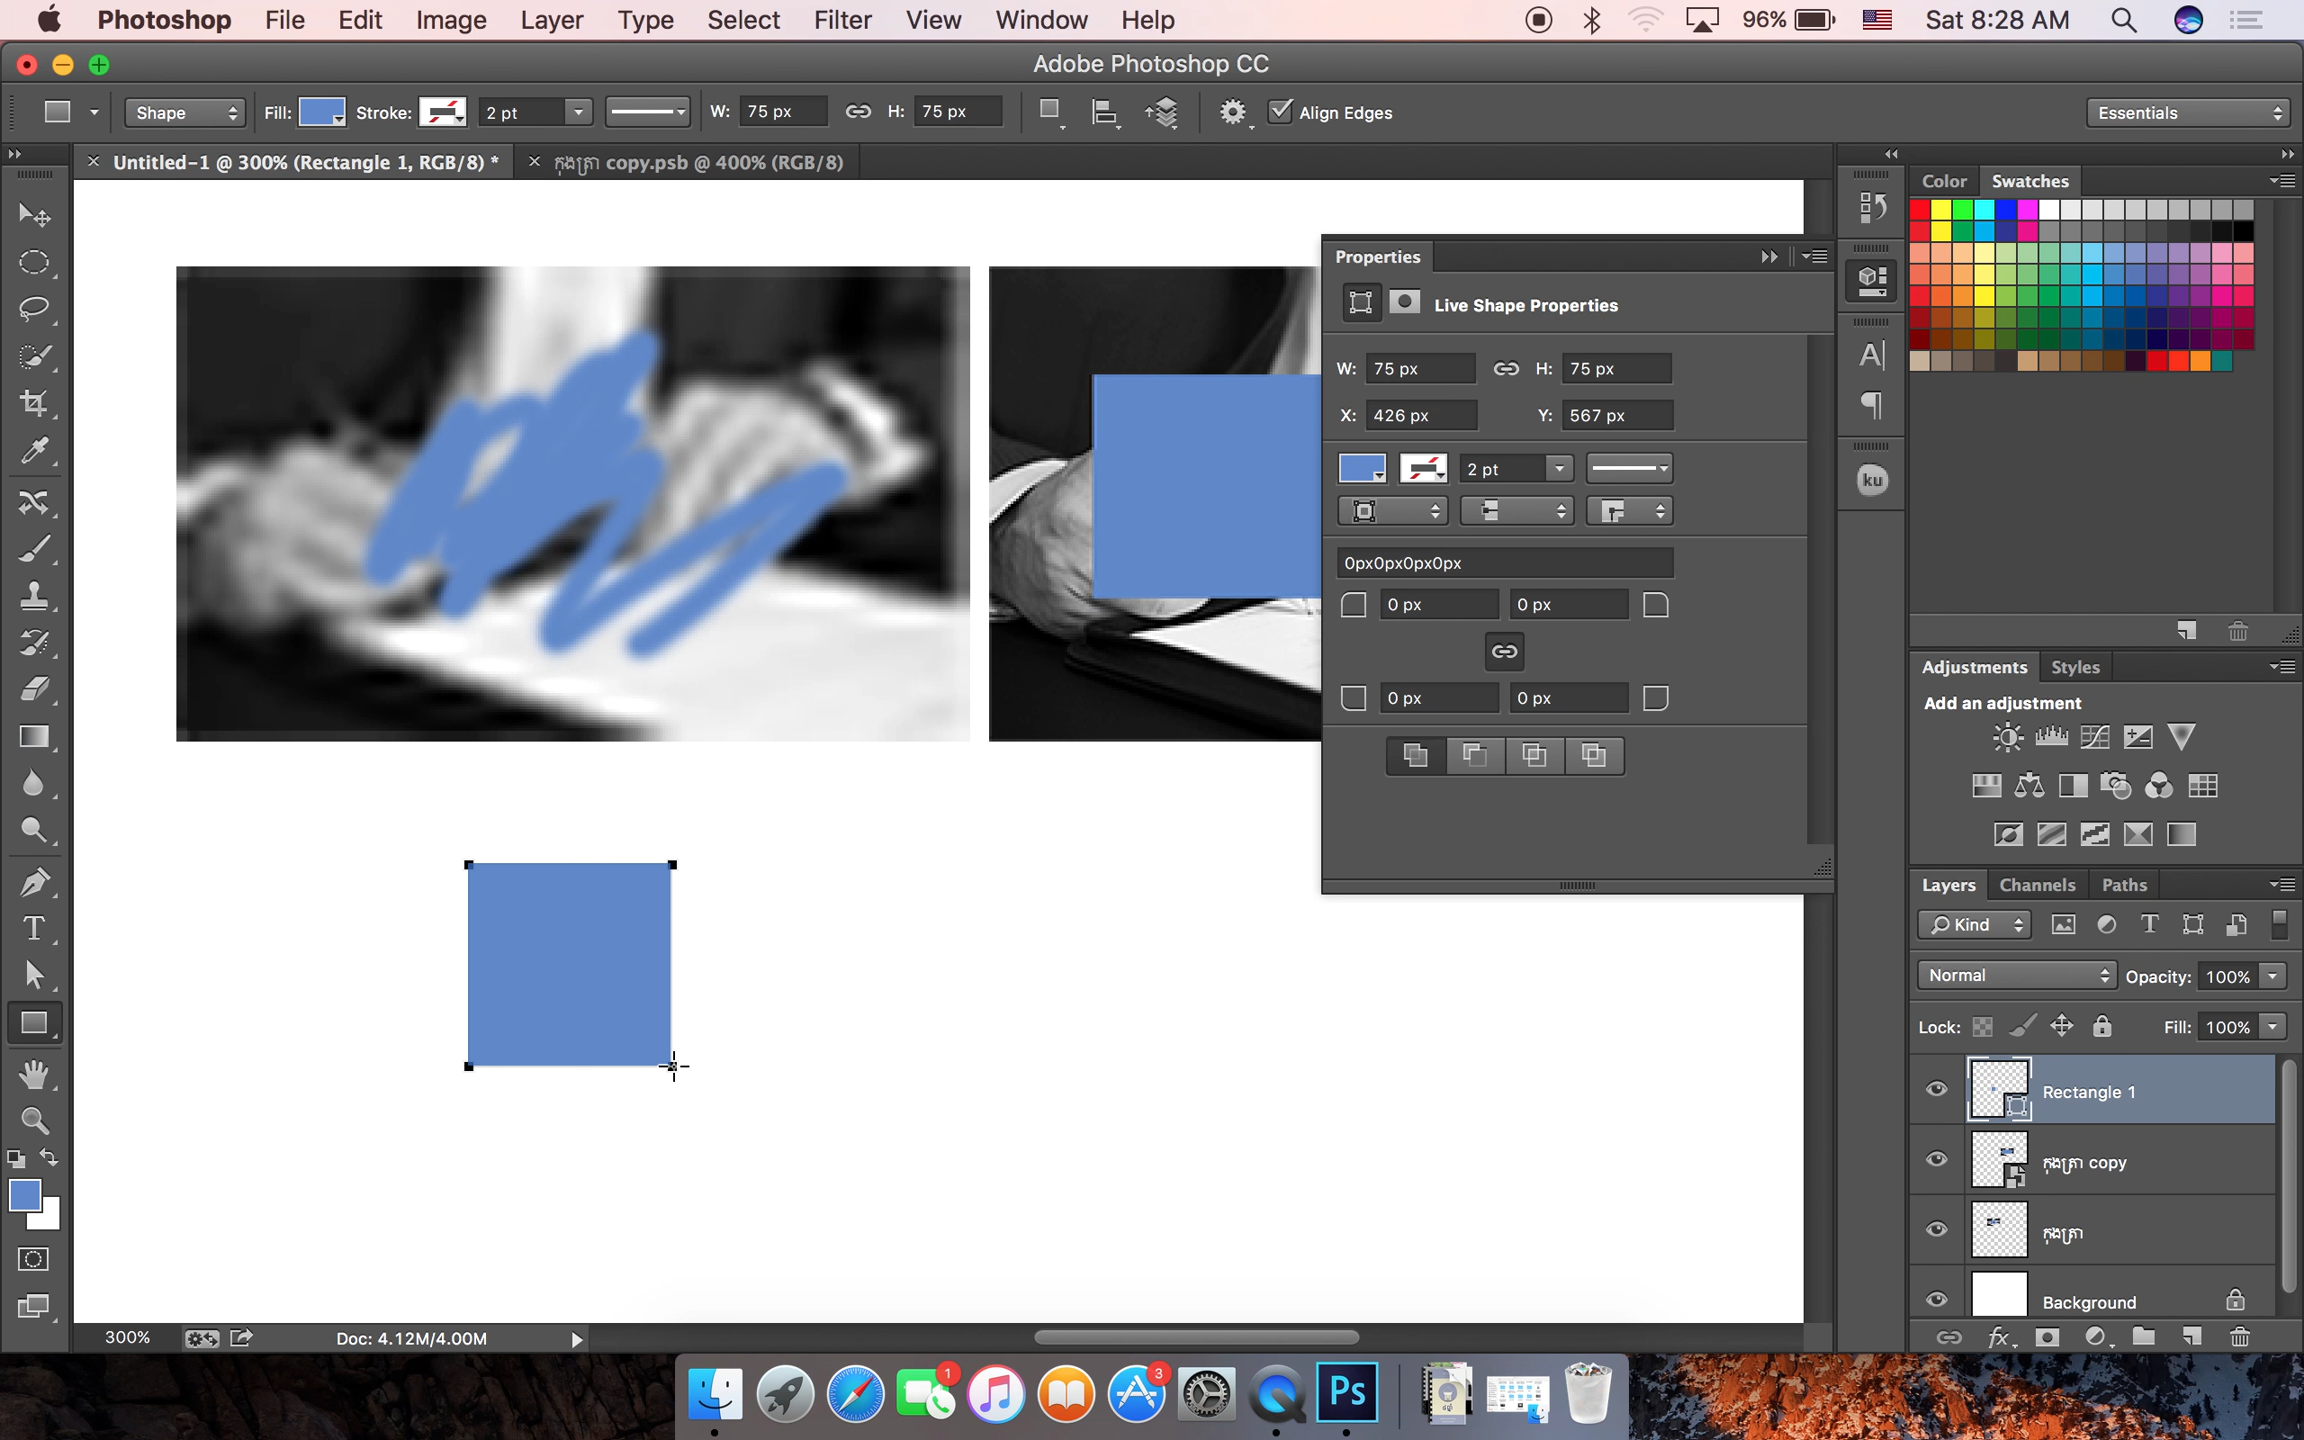 Photoshop File Edit Image Layer Type Select Filter View Window Help 96% Sat 8:28 AM
Adobe Photoshop CC
Shape Fill: Stroke: 2 pt W: 75 px H: 75 px Align Edges Essentials
Untitled-1 @ 300% (Rectangle 1, RGB/8) * កុងត្រា copy.psb @ 400% (RGB/8)
Color Swatches
Properties
Live Shape Properties
W: 75 px H: 75 px
X: 426 px Y: 567 px
2 pt
0px0px0px0px
0 px 0 px
0 px 0 px
A
ku
Adjustments Styles
Add an adjustment
Layers Channels Paths
Kind T
Normal Opacity: 100%
Lock: Fill: 100%
Rectangle 1
កុងត្រា copy
កុងត្រា
Background
fx
T
300% Doc: 4.12M/4.00M
1
3
Ps